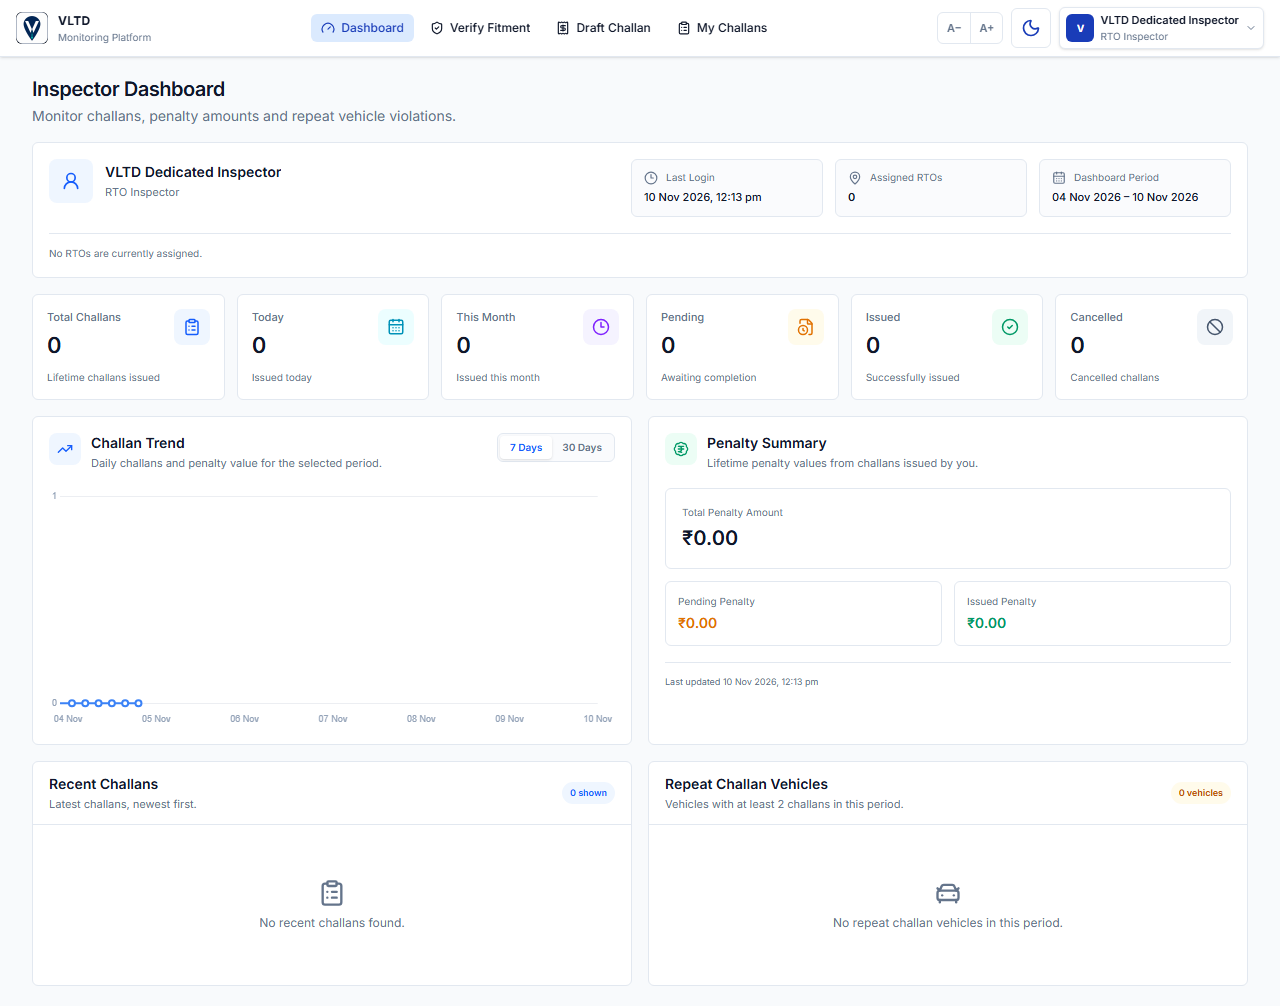 VLTD
Monitoring Platform
Dashboard
Verify Fitment
Draft Challan
My Challans
A−
A+
V
VLTD Dedicated Inspector
RTO Inspector
Inspector Dashboard
Monitor challans, penalty amounts and repeat vehicle violations.
VLTD Dedicated Inspector
RTO Inspector
Last Login
10 Nov 2026, 12:13 pm
Assigned RTOs
0
Dashboard Period
04 Nov 2026 – 10 Nov 2026
No RTOs are currently assigned.
Total Challans
0
Lifetime challans issued
Today
0
Issued today
This Month
0
Issued this month
Pending
0
Awaiting completion
Issued
0
Successfully issued
Cancelled
0
Cancelled challans
Challan Trend
Daily challans and penalty value for the selected period.
7 Days
30 Days
1
0
04 Nov
05 Nov
06 Nov
07 Nov
08 Nov
09 Nov
10 Nov
Penalty Summary
Lifetime penalty values from challans issued by you.
Total Penalty Amount
₹0.00
Pending Penalty
₹0.00
Issued Penalty
₹0.00
Last updated 10 Nov 2026, 12:13 pm
Recent Challans
Latest challans, newest first.
0 shown
No recent challans found.
Repeat Challan Vehicles
Vehicles with at least 2 challans in this period.
0 vehicles
No repeat challan vehicles in this period.